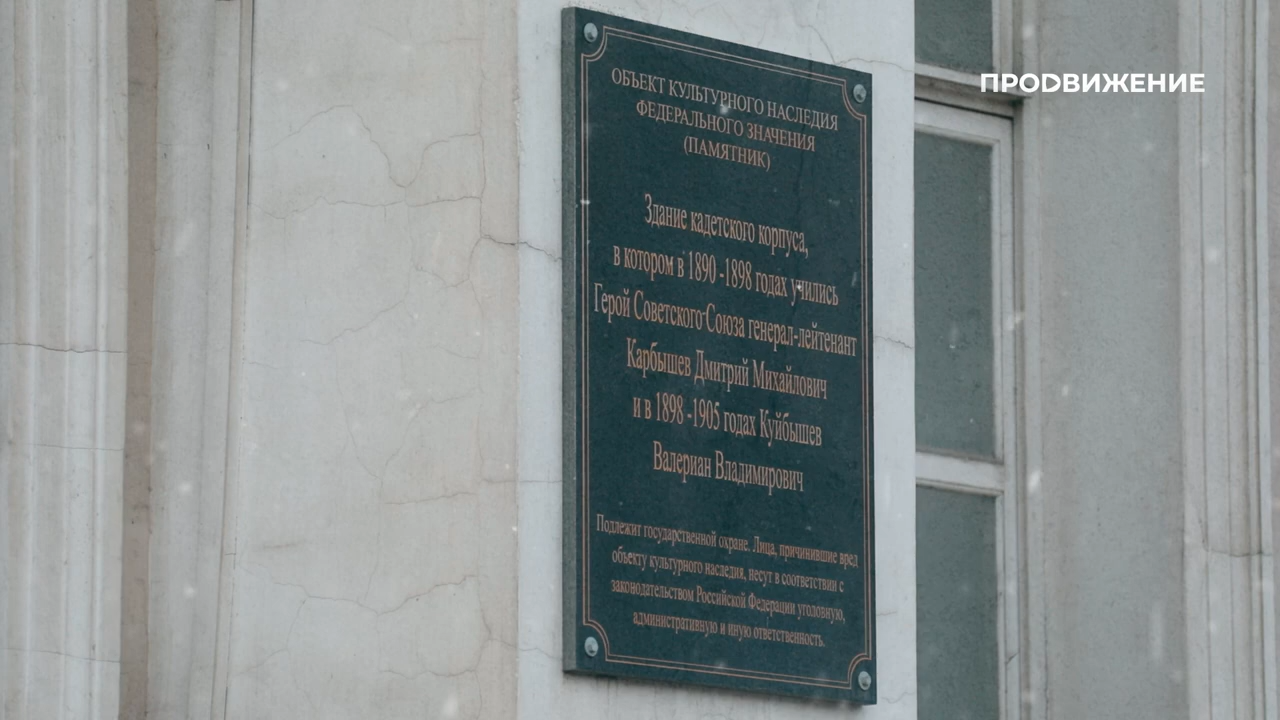 ПРОДВИЖЕНИЕ
ОБЪЕКТ КУЛЬТУРНОГО НАСЛЕДИЯ
ФЕДЕРАЛЬНОГО ЗНАЧЕНИЯ
(ПАМЯТНИК)
Здание кадетского корпуса,
в котором в 1890 -1898 годах учились
Герой Советского Союза генерал-лейтенант
Карбышев Дмитрий Михайлович
и в 1898 -1905 годах Куйбышев
Валериан Владимирович
Подлежит государственной охране. Лица, причинившие вред
объекту культурного наследия, несут в соответствии с
законодательством Российской Федерации уголовную,
административную и иную ответственность.